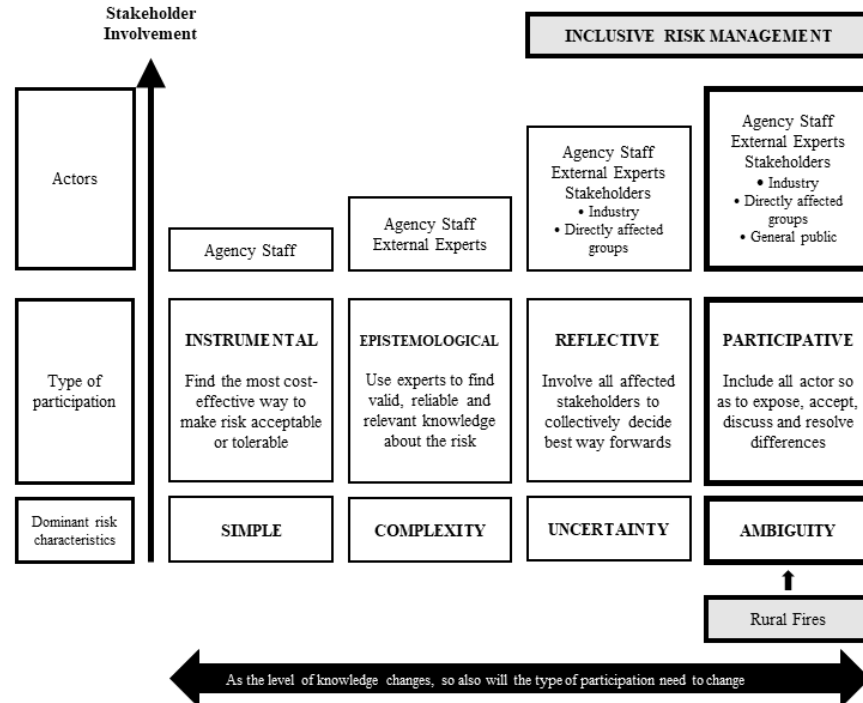 Stakeholder
Involvement
INCLUSIVE RISK MANAGEMENT
Actors
Agency Staff
Agency Staff
External Experts
Agency Staff
External Experts
Stakeholders
• Industry
• Directly affected
groups
Agency Staff
External Experts
Stakeholders
• Industry
• Directly affected
groups
• General public
Type of
participation
INSTRUMENTAL
Find the most cost-
effective way to
make risk acceptable
or tolerable
EPISTEMOLOGICAL
Use experts to find
valid, reliable and
relevant knowledge
about the risk
REFLECTIVE
Involve all affected
stakeholders to
collectively decide
best way forwards
PARTICIPATIVE
Include all actor so
as to expose, accept,
discuss and resolve
differences
Dominant risk
characteristics
SIMPLE
COMPLEXITY
UNCERTAINTY
AMBIGUITY
Rural Fires
As the level of knowledge changes, so also will the type of participation need to change